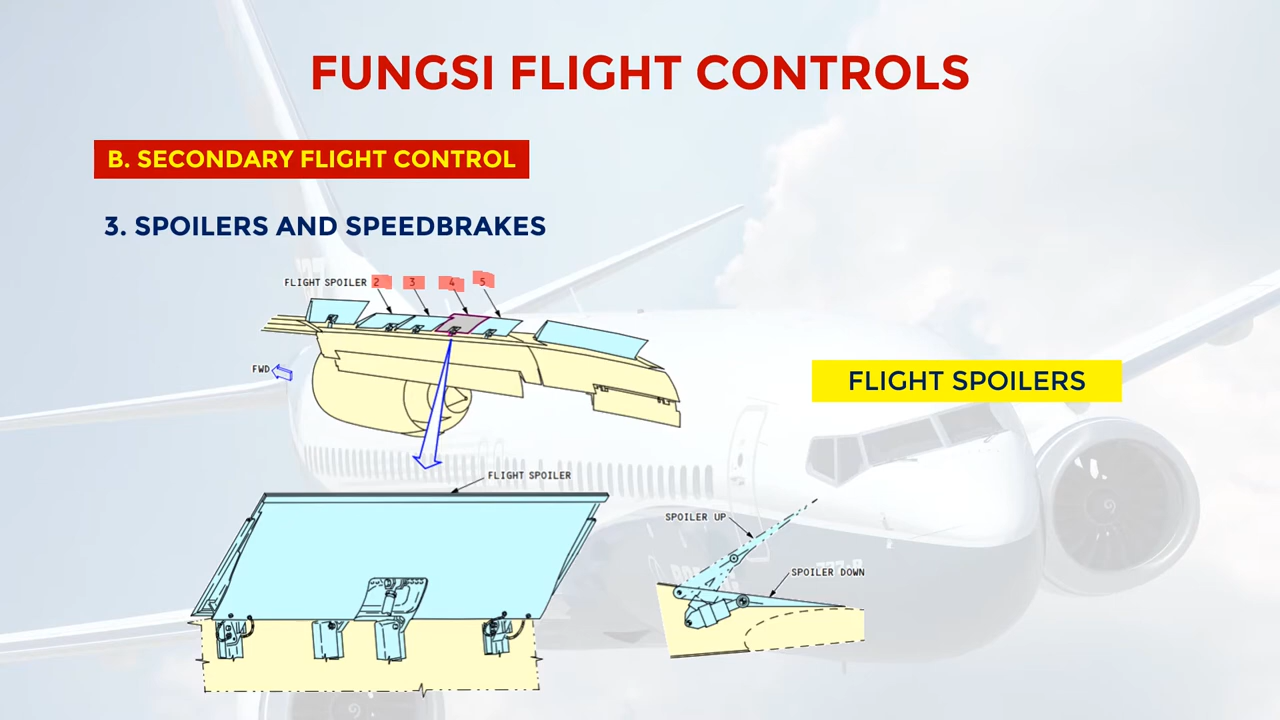 FUNGSI FLIGHT CONTROLS
B. SECONDARY FLIGHT CONTROL
3. SPOILERS AND SPEEDBRAKES
FLIGHT SPOILER 2 3 4 5
FWD
FLIGHT SPOILERS
FLIGHT SPOILER
SPOILER UP
SPOILER DOWN